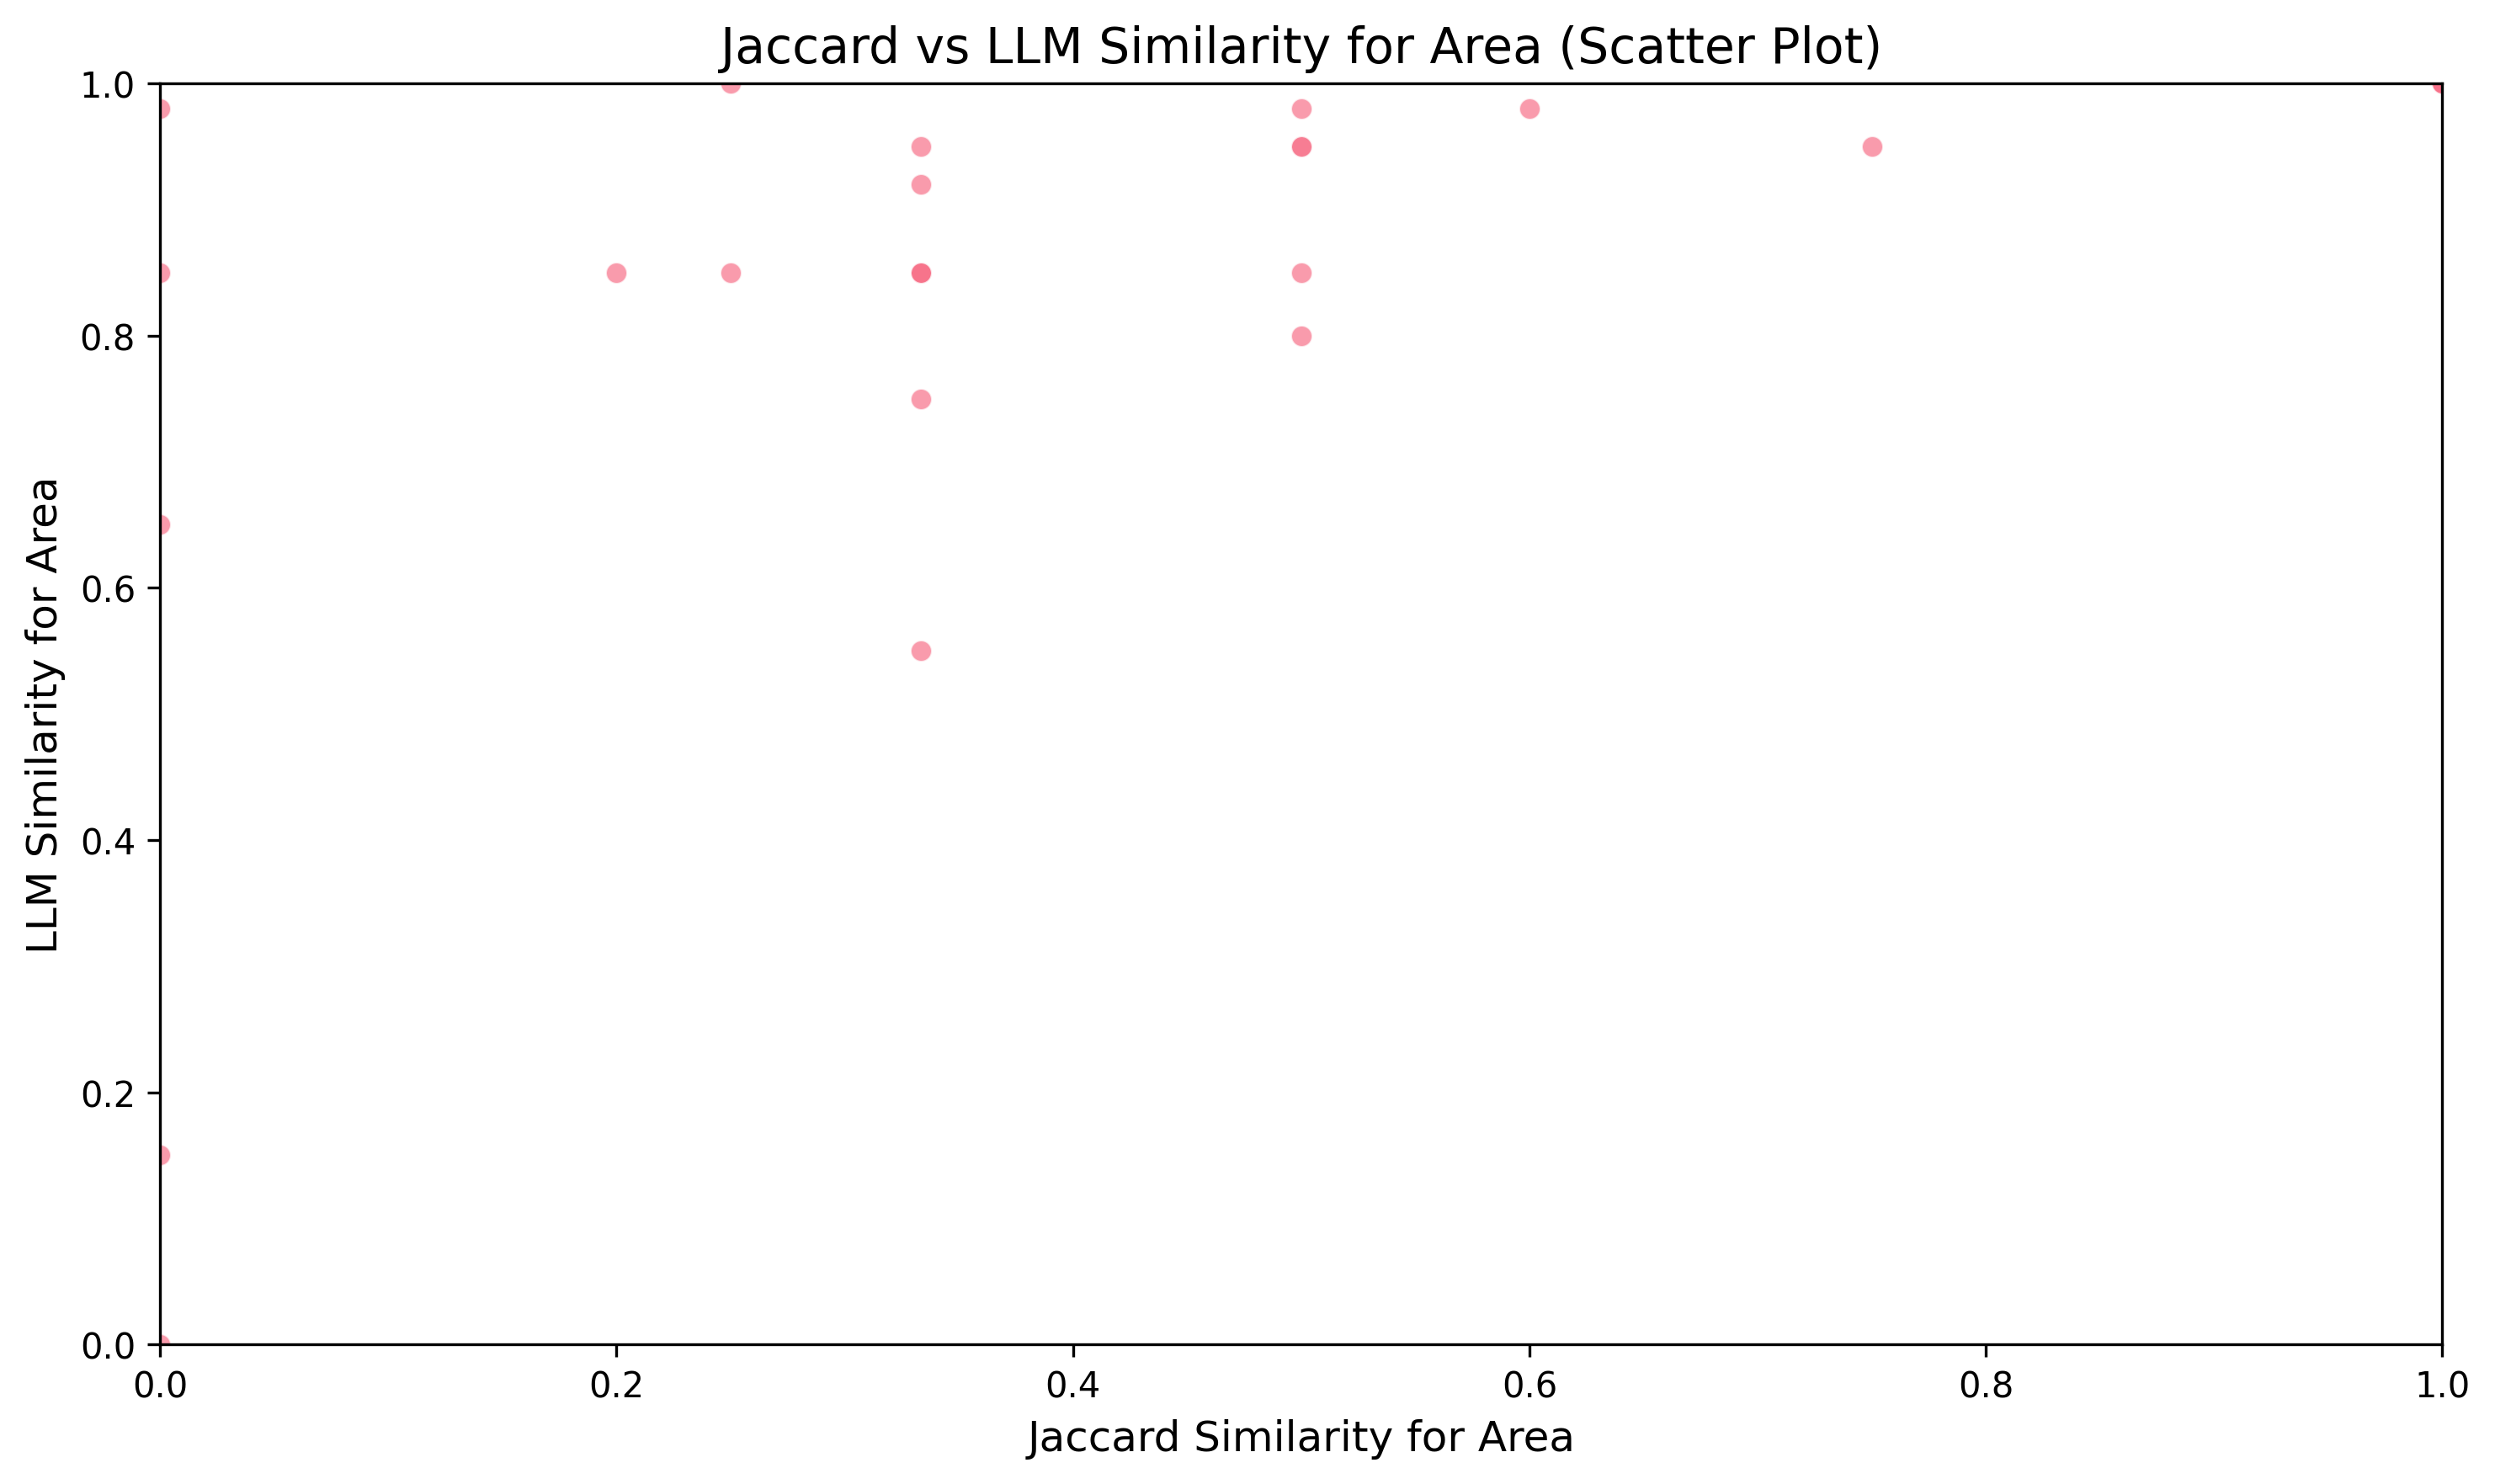 Jaccard vs LLM Similarity for Area (Scatter Plot)
1.0
0.8
0.6
0.4
0.2
0.0
LLM Similarity for Area
0.0 0.2 0.4 0.6 0.8 1.0
Jaccard Similarity for Area